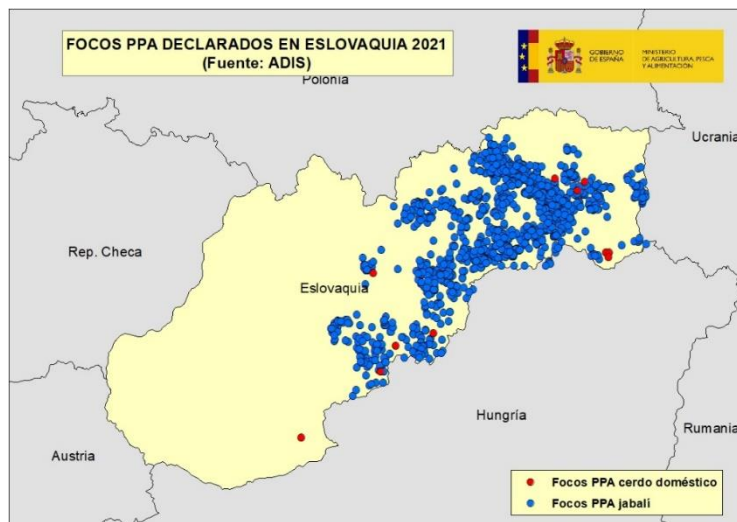 FOCOS PPA DECLARADOS EN ESLOVAQUIA 2021
(Fuente: ADIS)
GOBIERNO
DE ESPAÑA
MINISTERIO
DE AGRICULTURA, PESCA
Y ALIMENTACIÓN
Polonia
Ucrania
Rep. Checa
Eslovaquia
Hungría
Rumania
Austria
Focos PPA cerdo doméstico
Focos PPA jabalí